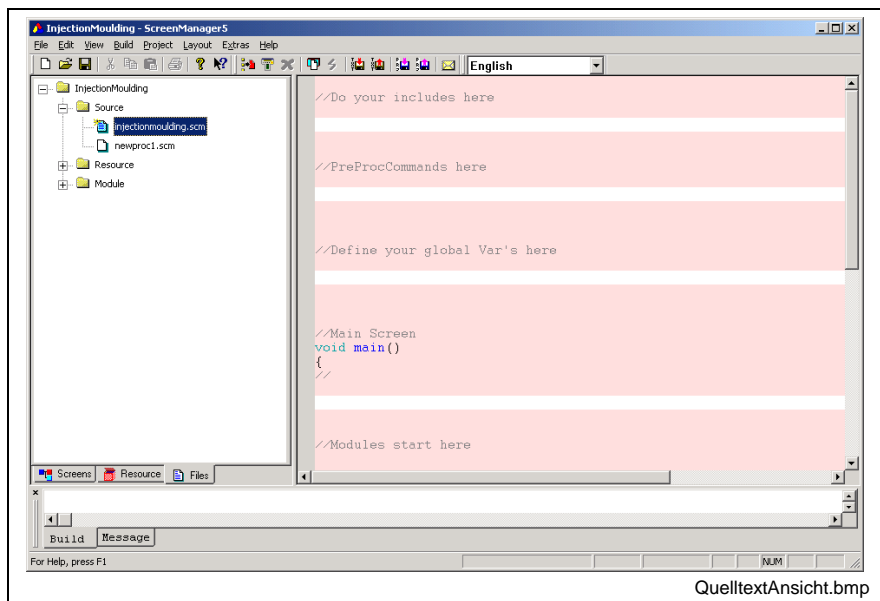 InjectionMoulding - ScreenManager5
File Edit View Build Project Layout Extras Help
English
InjectionMoulding
Source
injectionmoulding.scm
newproc1.scm
Resource
Module
Screens Resource Files
//Do your includes here
//PreProcCommands here
//Define your global Var's here
//Main Screen
void main()
{
//
//Modules start here
Build Message
For Help, press F1
NUM
QuelltextAnsicht.bmp